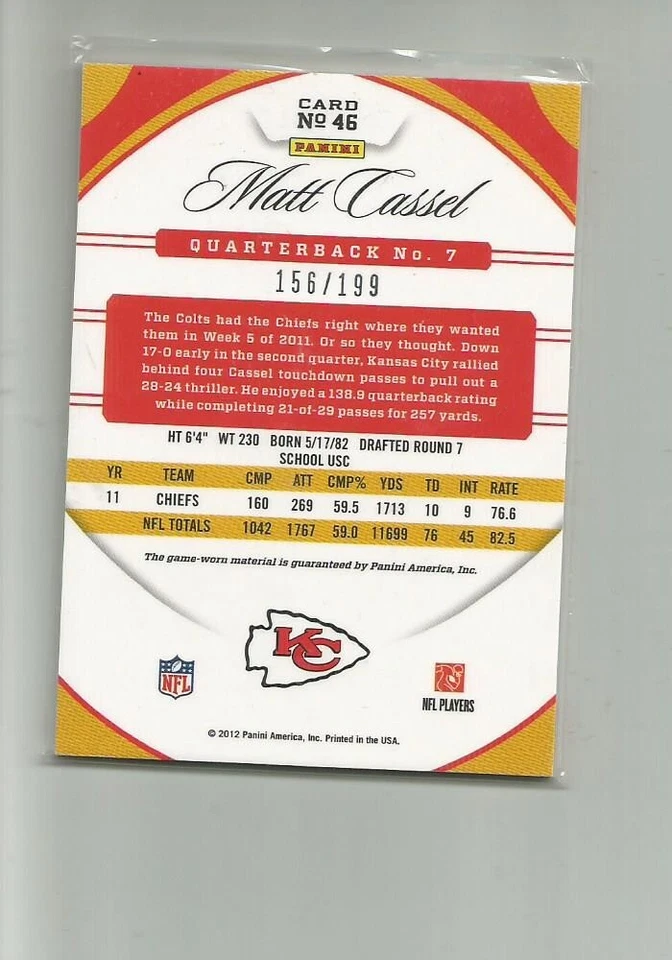 CARD
Nº 46
PANINI
Matt Cassel
QUARTERBACK No. 7
156/199
The Colts had the Chiefs right where they wanted
them in Week 5 of 2011. Or so they thought. Down
17-0 early in the second quarter, Kansas City rallied
behind four Cassel touchdown passes to pull out a
28-24 thriller. He enjoyed a 138.9 quarterback rating
while completing 21-of-29 passes for 257 yards.
HT 6'4" WT 230 BORN 5/17/82 DRAFTED ROUND 7
SCHOOL USC
YR TEAM CMP ATT CMP% YDS TD INT RATE
11 CHIEFS 160 269 59.5 1713 10 9 76.6
NFL TOTALS 1042 1767 59.0 11699 76 45 82.5
The game-worn material is guaranteed by Panini America, Inc.
KC
NFL
NFL PLAYERS
© 2012 Panini America, Inc. Printed in the USA.